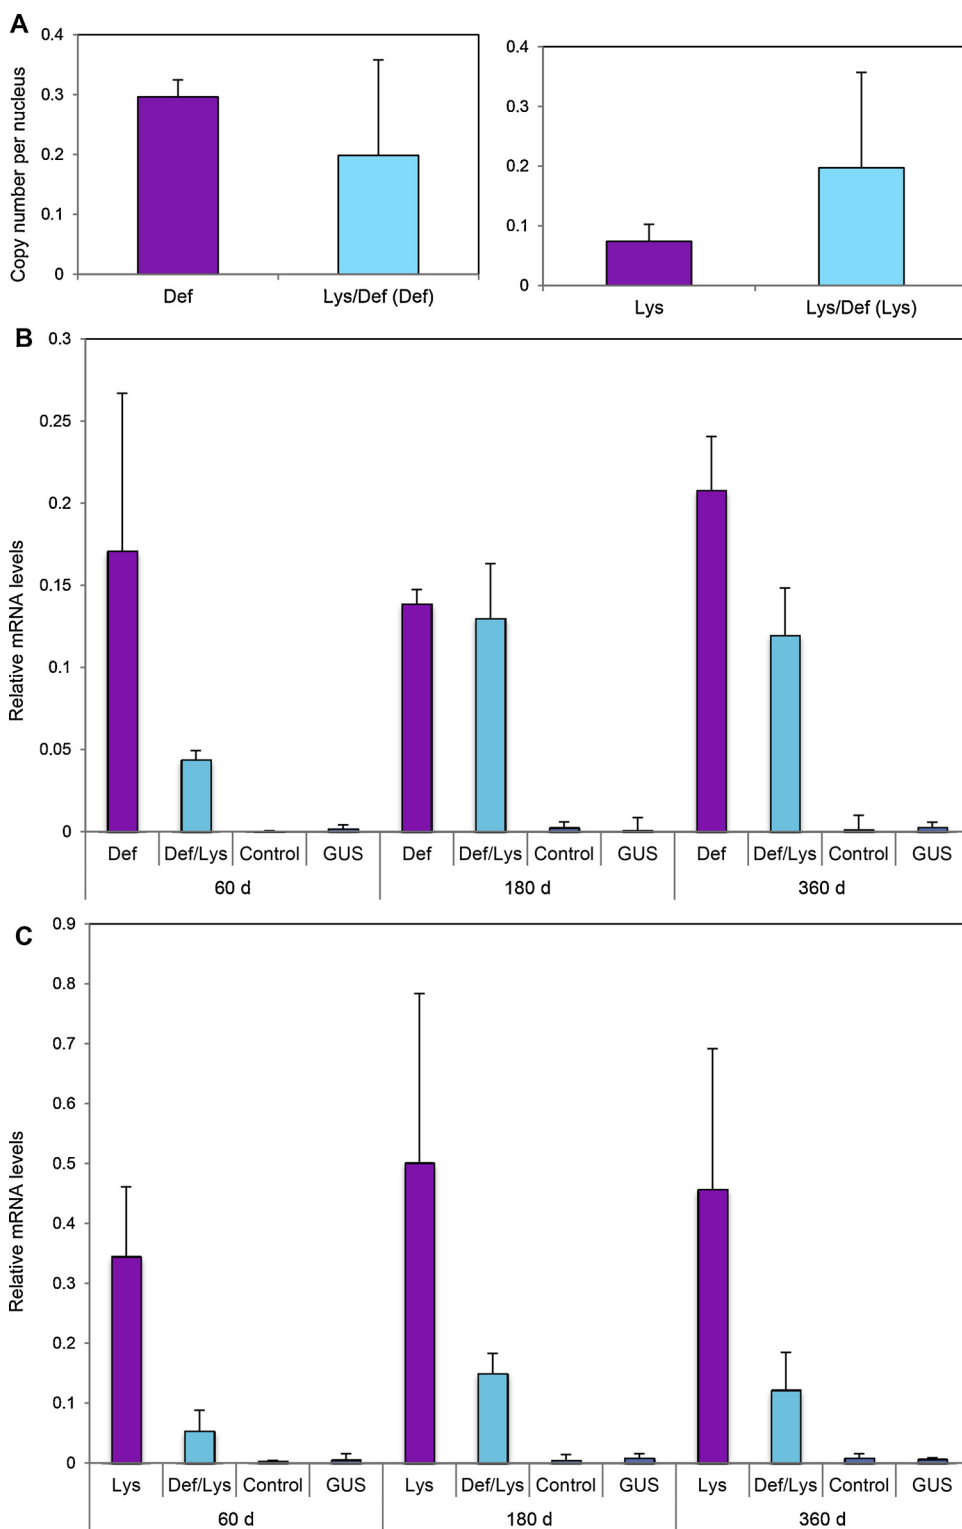 A
Copy number per nucleus
0.4
0.3
0.2
0.1
0
Def Lys/Def (Def)
0.4
0.3
0.2
0.1
0
Lys Lys/Def (Lys)
B
Relative mRNA levels
0.3
0.25
0.2
0.15
0.1
0.05
0
Def Def/Lys Control GUS Def Def/Lys Control GUS Def Def/Lys Control GUS
60 d 180 d 360 d
C
Relative mRNA levels
0.9
0.8
0.7
0.6
0.5
0.4
0.3
0.2
0.1
0
Lys Def/Lys Control GUS Lys Def/Lys Control GUS Lys Def/Lys Control GUS
60 d 180 d 360 d